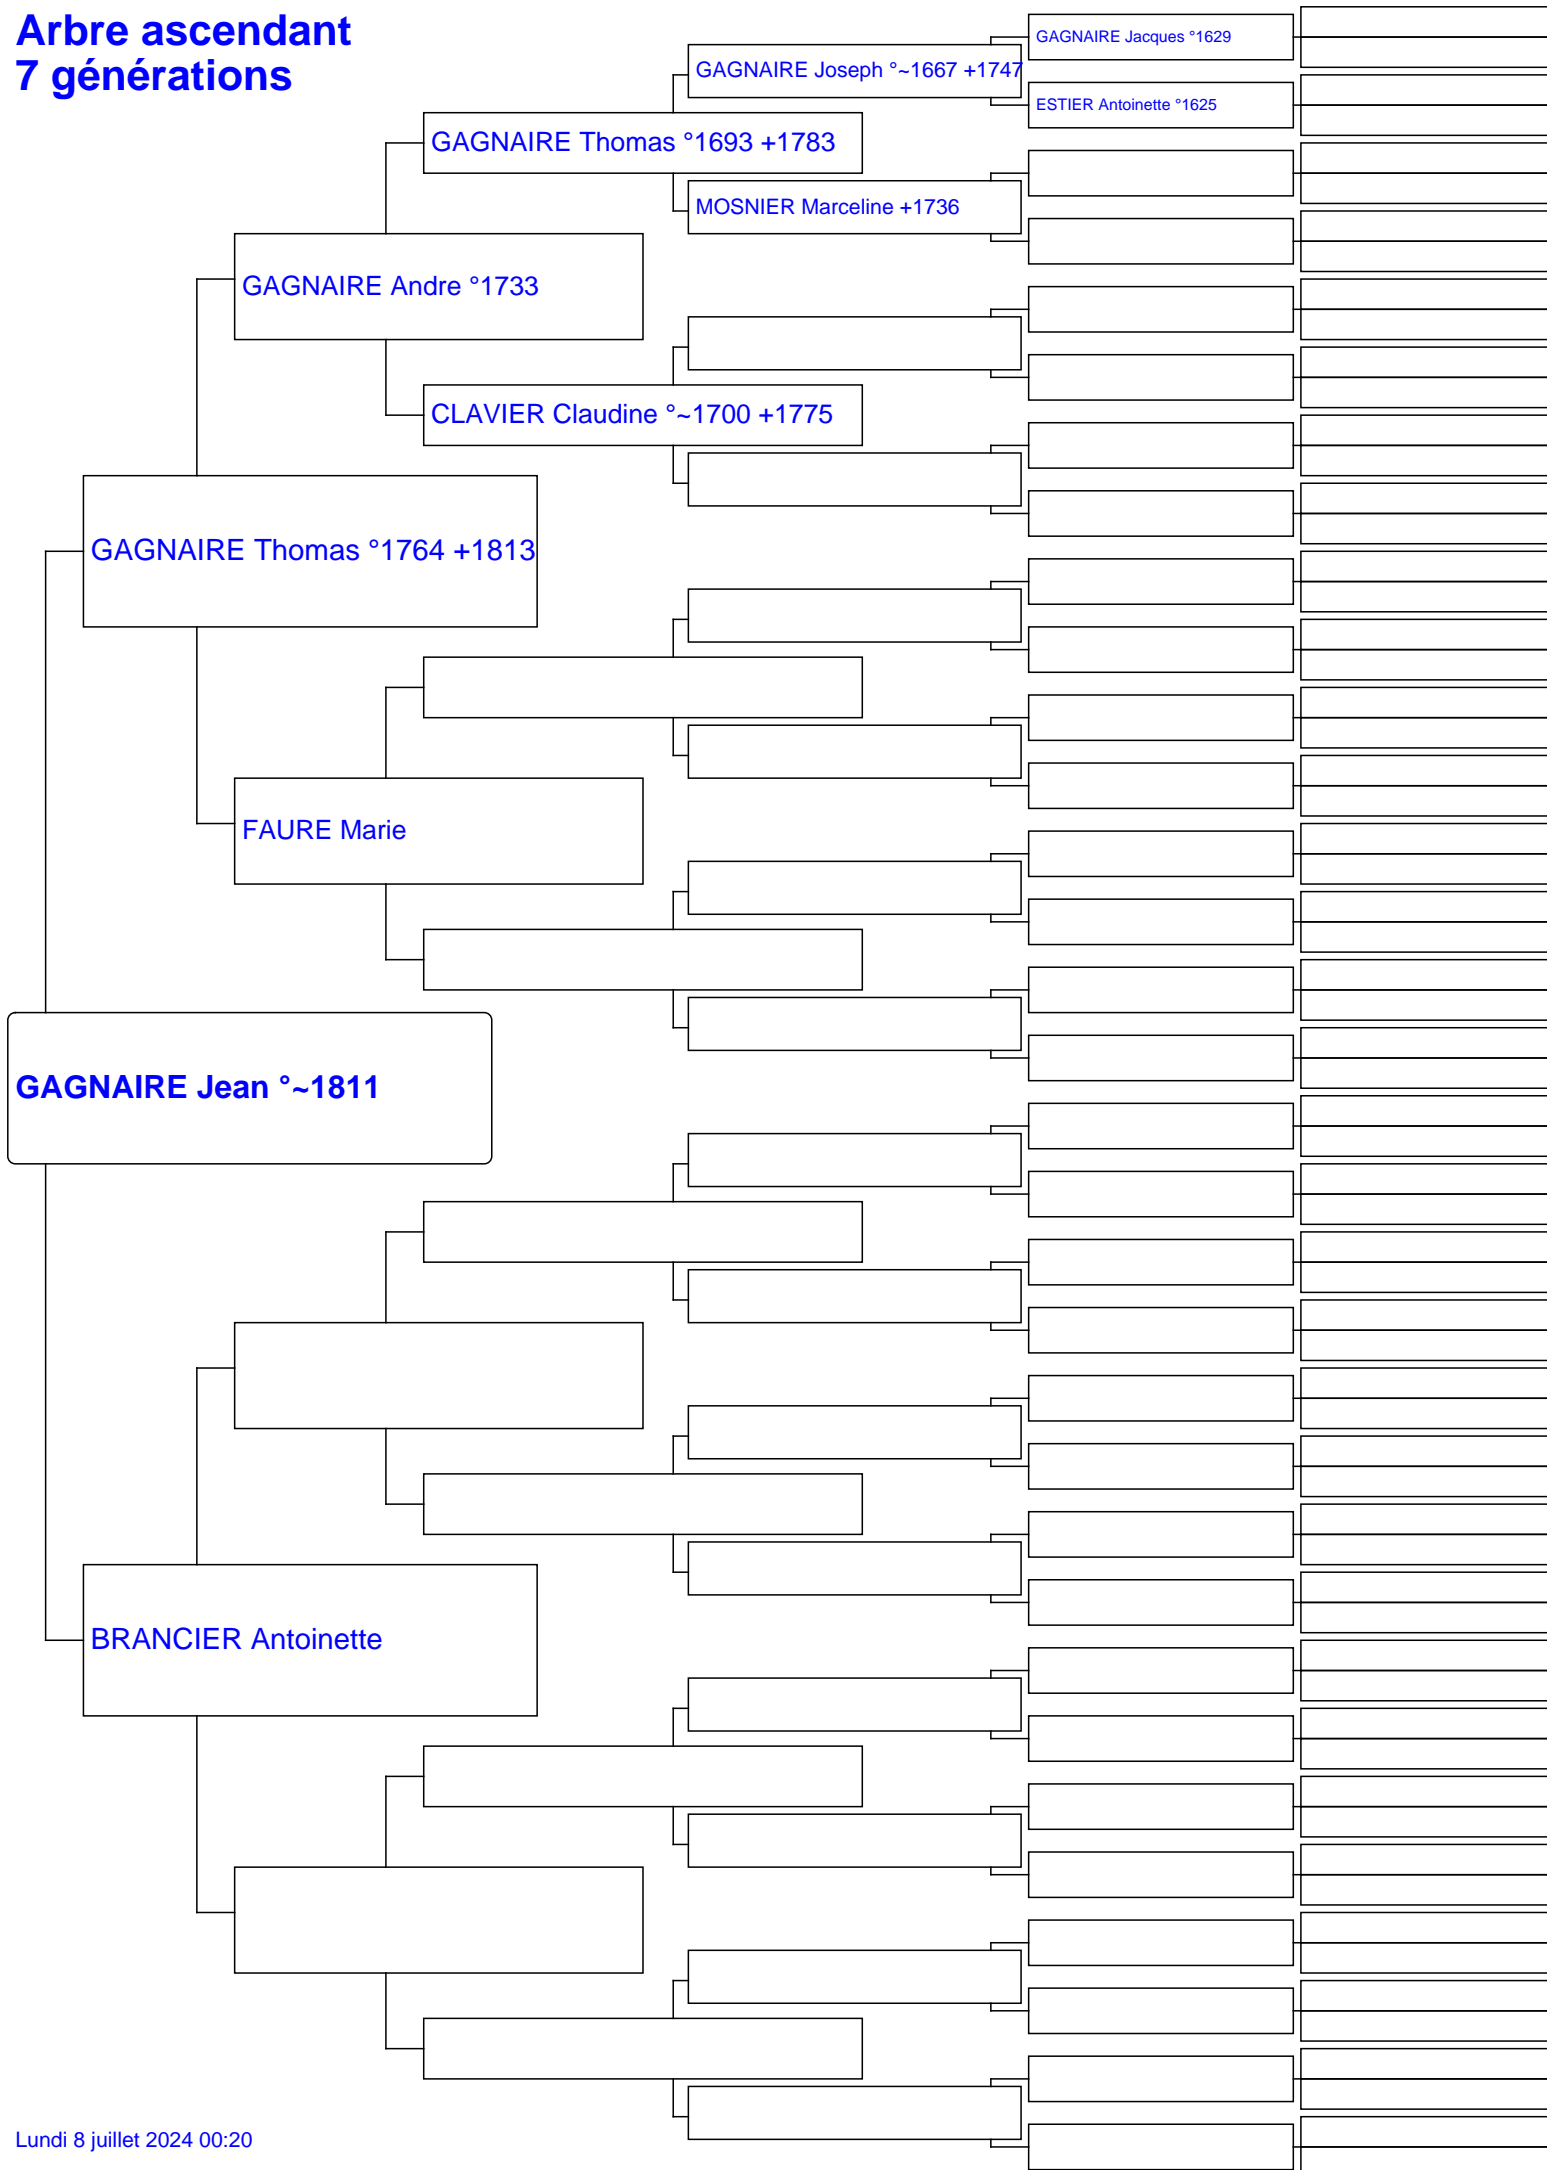 Arbre ascendant
7 générations
GAGNAIRE Jacques °1629
GAGNAIRE Joseph °~1667 +1747
ESTIER Antoinette °1625
GAGNAIRE Thomas °1693 +1783
MOSNIER Marceline +1736
GAGNAIRE Andre °1733
CLAVIER Claudine °~1700 +1775
GAGNAIRE Thomas °1764 +1813
FAURE Marie
GAGNAIRE Jean °~1811
BRANCIER Antoinette
Lundi 8 juillet 2024 00:20